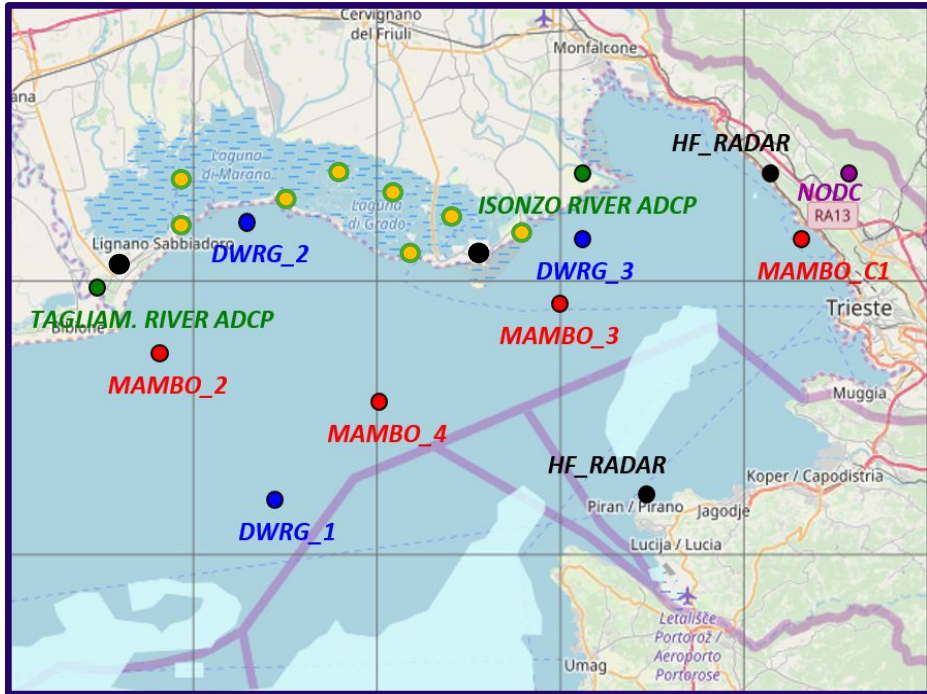 Cervignano
del Friuli
Monfalcone
ana
HF_RADAR
Laguna
di Marano
NODC
Laguna
di Grado
ISONZO RIVER ADCP
RA13
Lignano Sabbiadoro
DWRG_2
DWRG_3
MAMBO_C1
TAGLIAM. RIVER ADCP
Bibione
MAMBO_3
Trieste
MAMBO_2
Muggia
MAMBO_4
HF_RADAR
Koper / Capodistria
Piran / Pirano
Jagodje
DWRG_1
Lucija / Lucia
Letališče
Portorož /
Aeroporto
Portorose
Umag